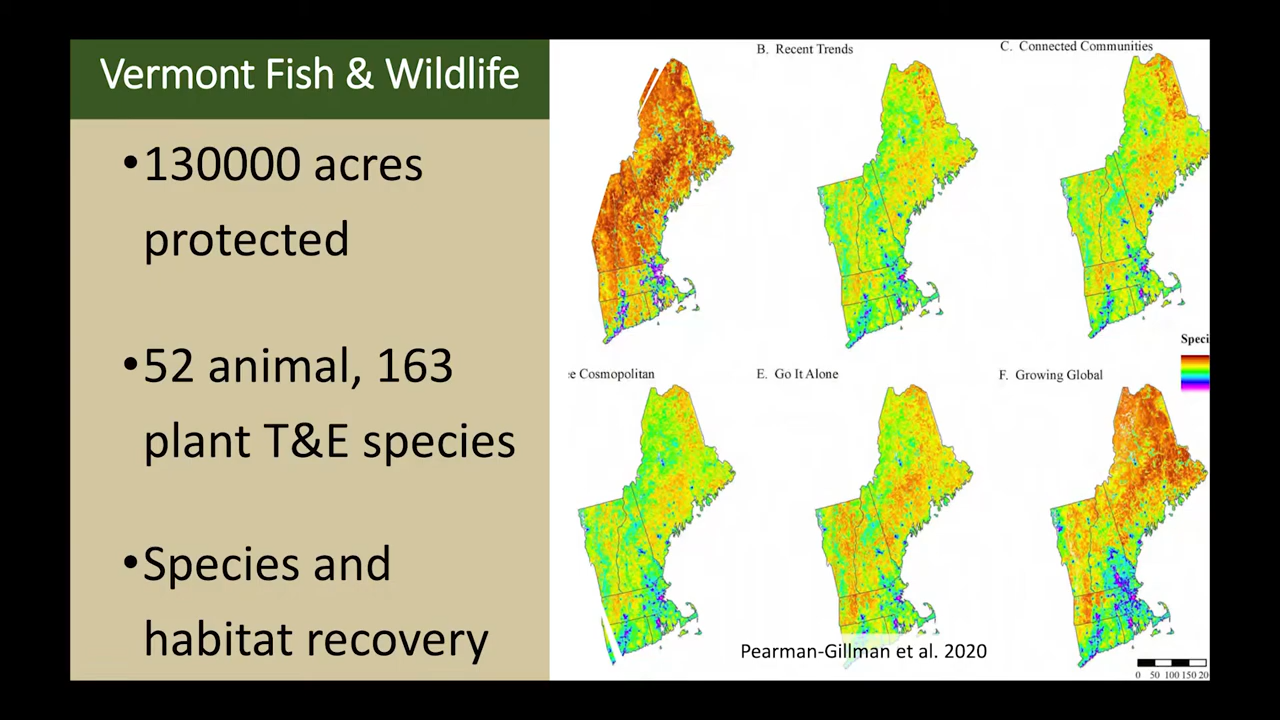 Vermont Fish & Wildlife
•130000 acres
protected
•52 animal, 163
plant T&E species
•Species and
habitat recovery
B. Recent Trends
C. Connected Communities
Speci
ee Cosmopolitan
E. Go It Alone
F. Growing Global
Pearman-Gillman et al. 2020
0 50 100 150 20